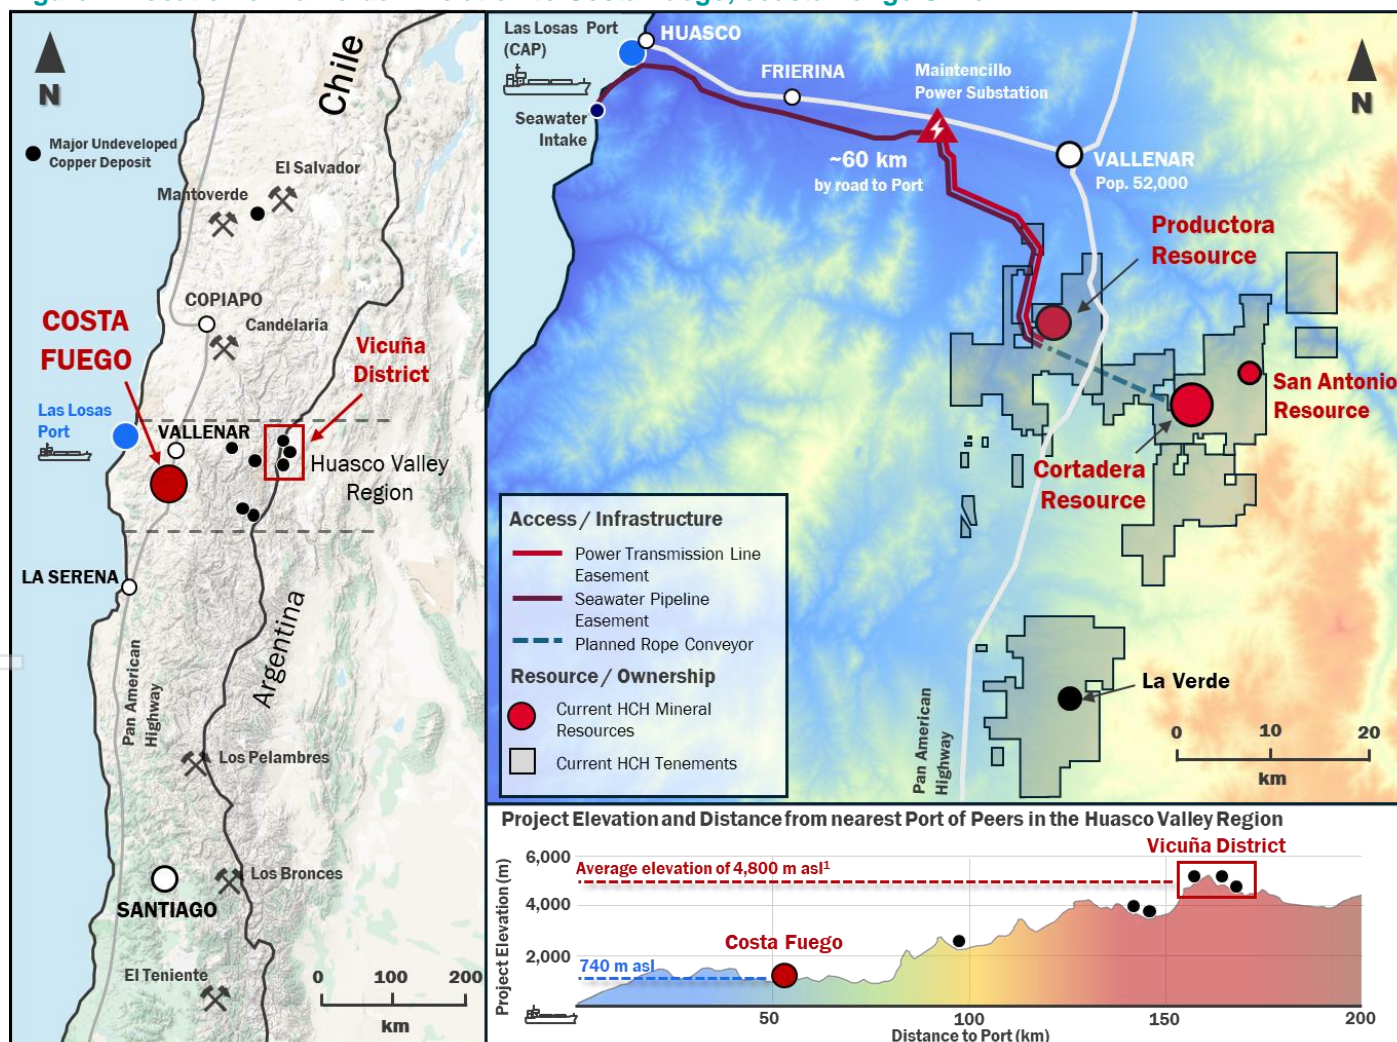 N
Major Undeveloped
Copper Deposit
Chile
El Salvador
Mantoverde
COPIAPO
Candelaria
COSTA
FUEGO
Vicuña
District
Las Losas
Port
VALLENAR
Huasco Valley
Region
LA SERENA
Argentina
Pan American
Highway
Los Pelambres
Los Bronces
SANTIAGO
El Teniente
0 100 200
km
Las Losas Port
(CAP)
HUASCO
FRIERINA
Maintencillo
Power Substation
N
Seawater
Intake
~60 km
by road to Port
VALLENAR
Pop. 52,000
Productora
Resource
San Antonio
Resource
Cortadera
Resource
Access / Infrastructure
Power Transmission Line
Easement
Seawater Pipeline
Easement
Planned Rope Conveyor
Resource / Ownership
Current HCH Mineral
Resources
Current HCH Tenements
Pan American
Highway
La Verde
0 10 20
km
Project Elevation and Distance from nearest Port of Peers in the Huasco Valley Region
Vicuña District
Project Elevation (m)
6,000
Average elevation of 4,800 m asl¹
4,000
Costa Fuego
2,000
740 m asl
50 100 150 200
Distance to Port (km)